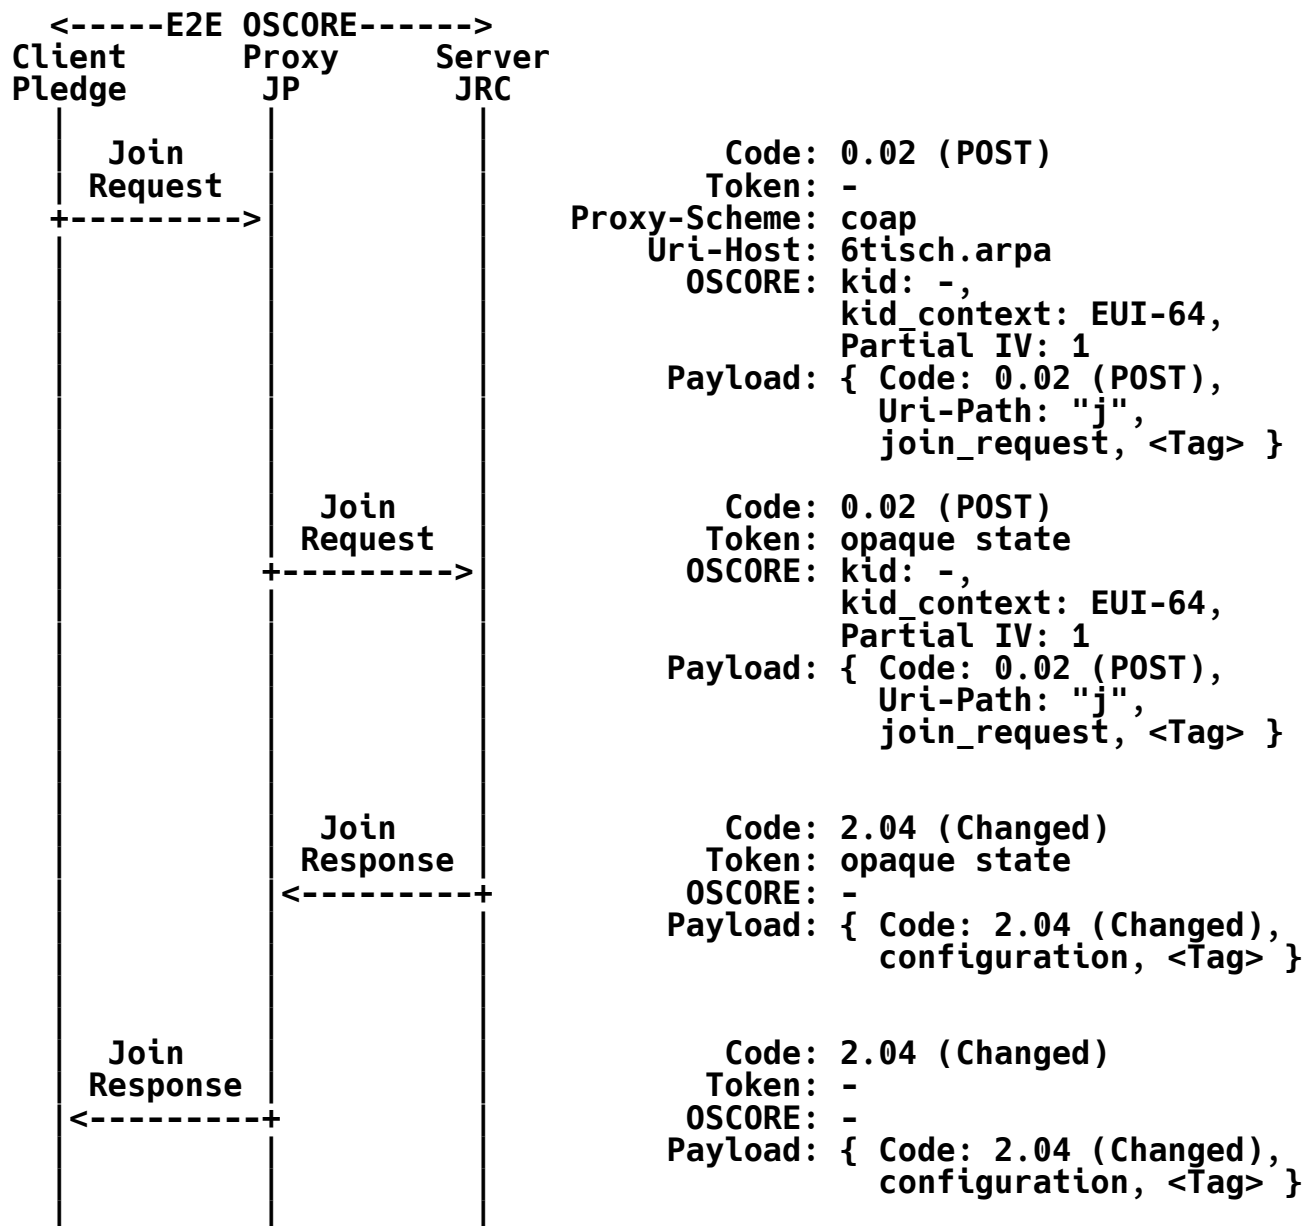 <-----E2E OSCORE------>
Client      Proxy     Server
Pledge       JP        JRC
Join            Code: 0.02 (POST)
Request         Token: -
+--------->     Proxy-Scheme: coap
Uri-Host: 6tisch.arpa
OSCORE: kid: -,
kid_context: EUI-64,
Partial IV: 1
Payload: { Code: 0.02 (POST),
Uri-Path: "j",
join_request, <Tag> }
Join            Code: 0.02 (POST)
Request         Token: opaque state
+--------->     OSCORE: kid: -,
kid_context: EUI-64,
Partial IV: 1
Payload: { Code: 0.02 (POST),
Uri-Path: "j",
join_request, <Tag> }
Join            Code: 2.04 (Changed)
Response        Token: opaque state
<---------+     OSCORE: -
Payload: { Code: 2.04 (Changed),
configuration, <Tag> }
Join            Code: 2.04 (Changed)
Response        Token: -
<---------+     OSCORE: -
Payload: { Code: 2.04 (Changed),
configuration, <Tag> }